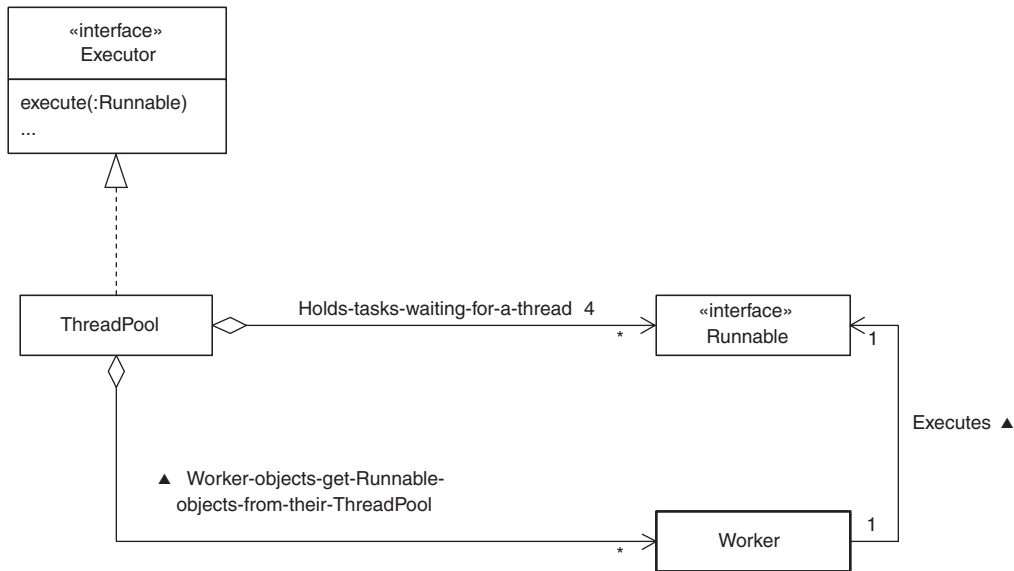 «interface»
Executor
execute(:Runnable)
...
ThreadPool
Holds-tasks-waiting-for-a-thread 4
*
«interface»
Runnable
1
Executes ▲
▲ Worker-objects-get-Runnable-
objects-from-their-ThreadPool
*
Worker
1